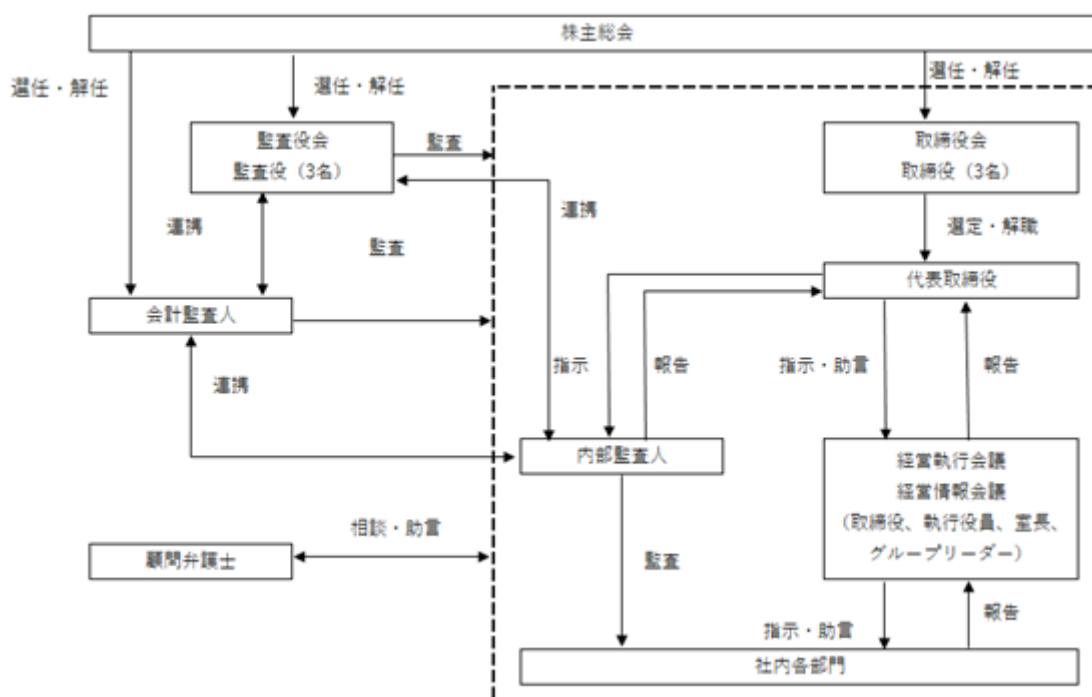 株主総会
選任・解任
選任・解任
選任・解任
監査役会
監査役（3名）
監査
取締役会
取締役（3名）
連携
監査
連携
選定・解職
代表取締役
会計監査人
連携
指示
報告
指示・助言
報告
内部監査人
経営執行会議
経営情報会議
（取締役、執行役員、室長、
グループリーダー）
相談・助言
顧問弁護士
監査
指示・助言
報告
社内各部門